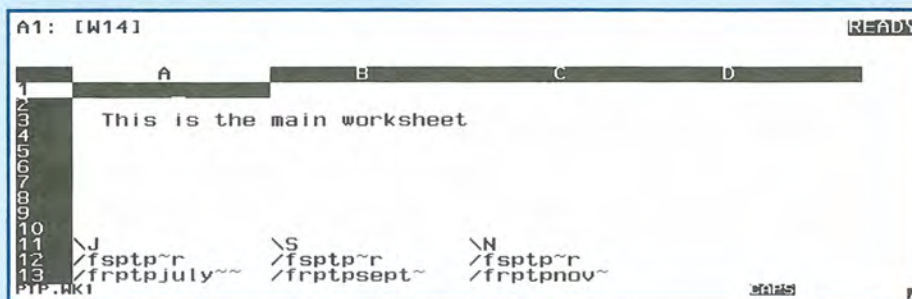 A1: [W14] READY
A B C D
1
2
3 This is the main worksheet
4
5
6
7
8
9
10
11 \J \S \N
12 /fsptp~r /fsptp~r /fsptp~r
13 /frptpjuly~~ /frptpsept~ /frptpnov~
PTP.WK1 CAPS